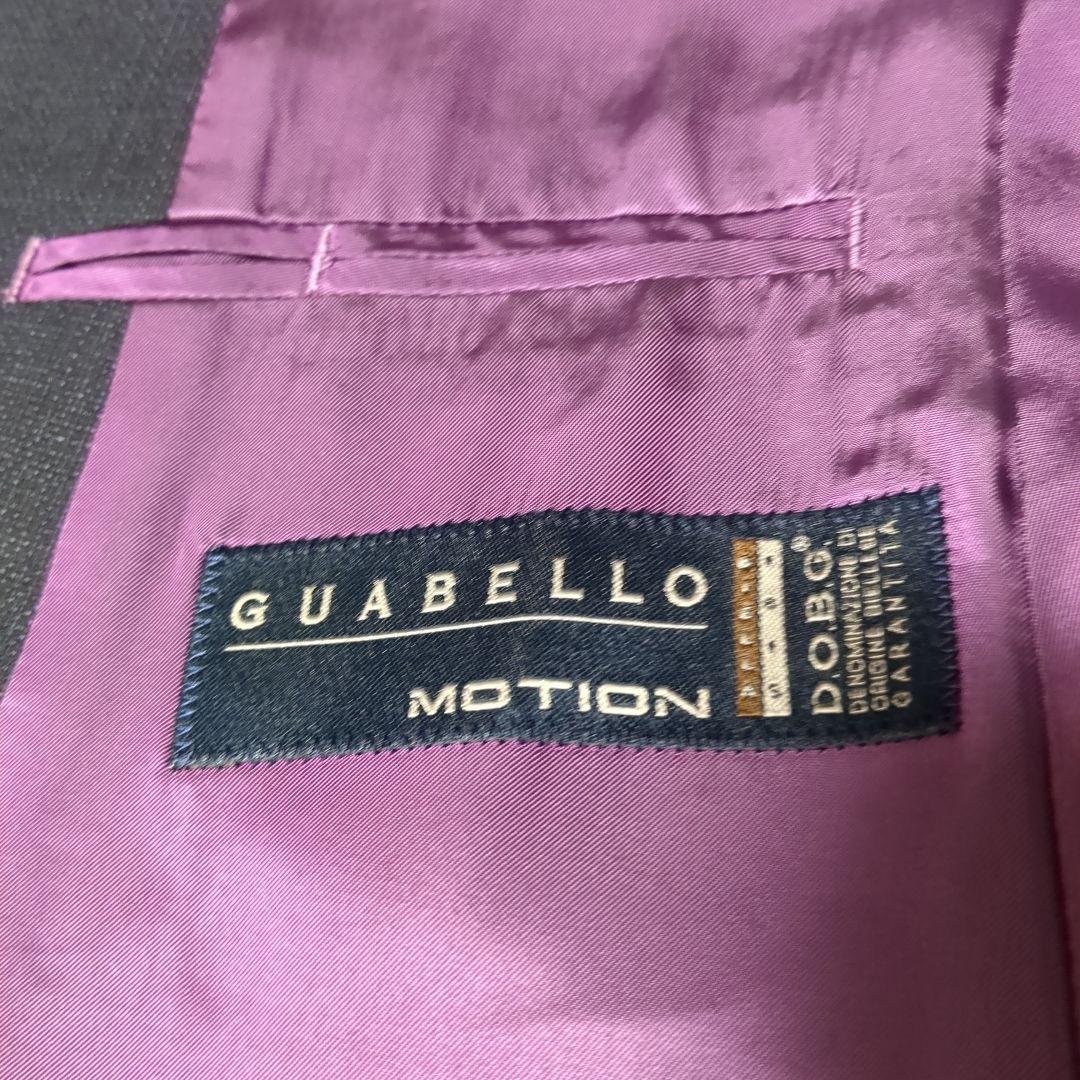 GUABELLO
MOTION
D.O.B.G.®
DENOMINAZIONE DI
ORIGINE BIELLESE
GARANTITA